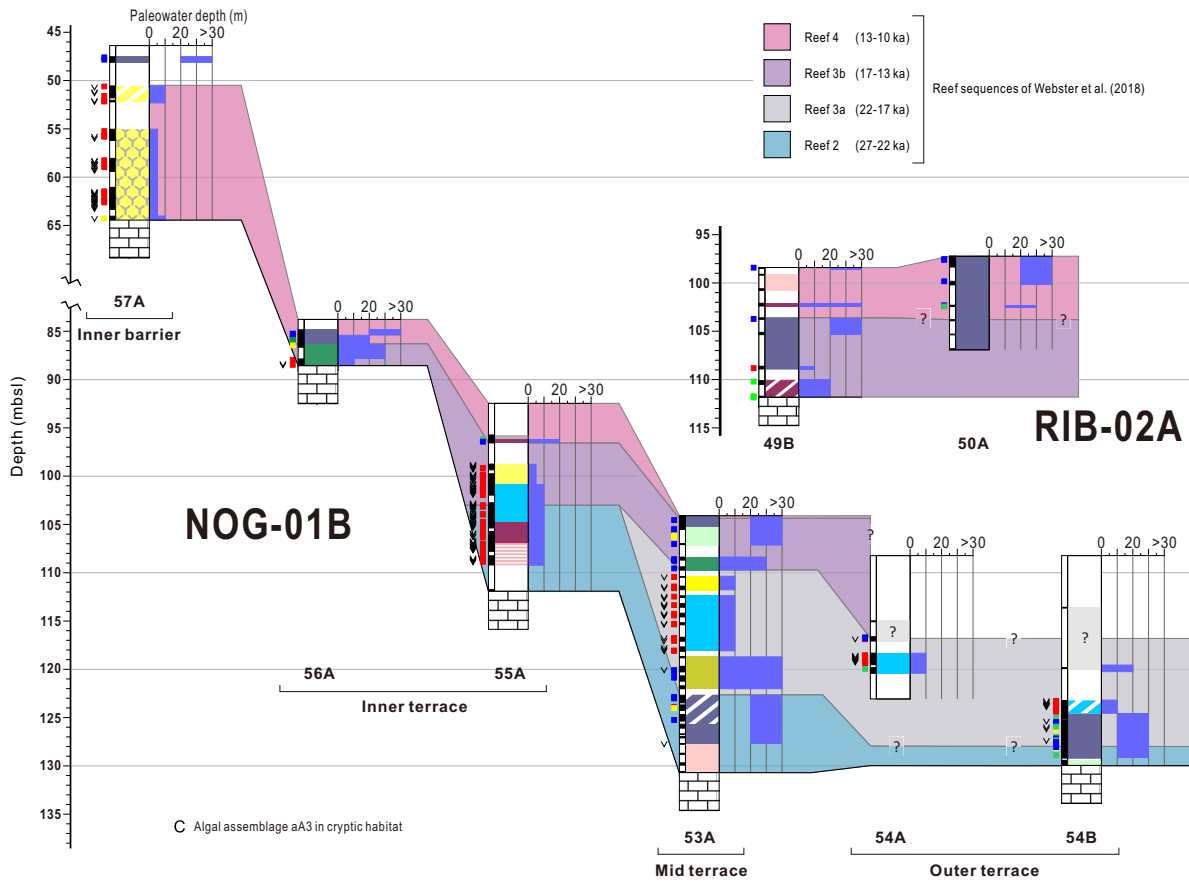 Paleowater depth (m)
0 20 >30
45
50
55
60
65
85
90
95
100
105
110
115
120
125
130
135
Depth (mbsl)
57A
Inner barrier
Reef 4 (13-10 ka)
Reef 3b (17-13 ka)
Reef 3a (22-17 ka)
Reef 2 (27-22 ka)
Reef sequences of Webster et al. (2018)
95
100
105
110
115
0 20 >30
0 20 >30
? ?
49B
50A
RIB-02A
0 20 >30
0 20 >30
NOG-01B
56A
55A
Inner terrace
0 20 >30
?
0 20 >30
0 20 >30
? ? ?
? ?
C Algal assemblage aA3 in cryptic habitat
53A
54A
54B
Mid terrace
Outer terrace